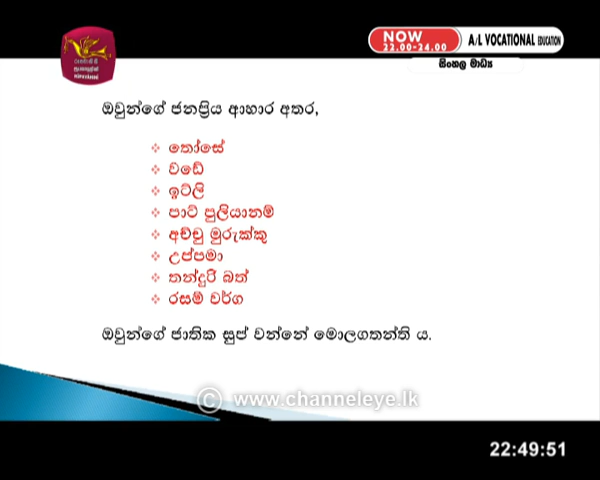 NOW
22.00-24.00
A/L VOCATIONAL EDUCATION
සිංහල මාධ්‍ය
ඔවුන්ගේ ජනප්‍රිය ආහාර අතර,
❖ තෝසේ
❖ වඩේ
❖ ඉට්ලි
❖ පාට් පුලියානම්
❖ අච්චු මුරුක්කු
❖ උප්පමා
❖ තන්දුරි බත්
❖ රසම් වර්ග
ඔවුන්ගේ ජාතික සුප් වන්නේ මොලගතන්නි ය.
© www.channeleye.lk
22:49:51